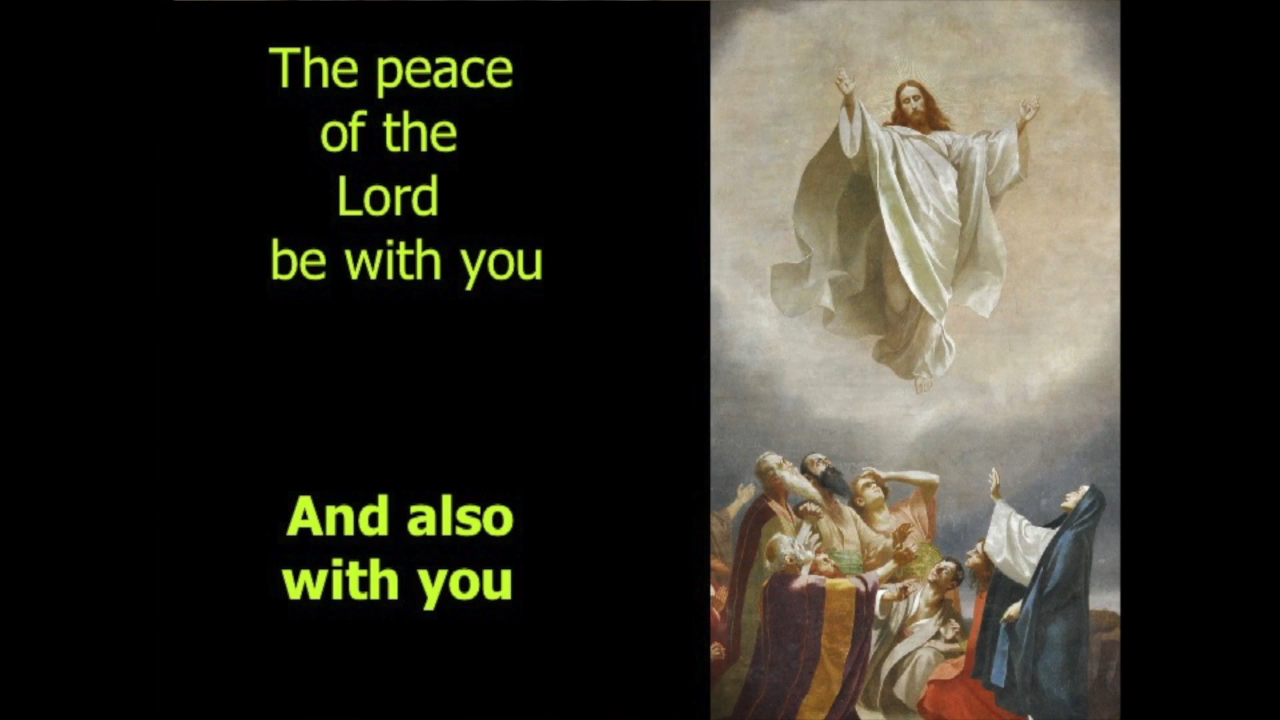 The peace
of the
Lord
be with you
And also
with you